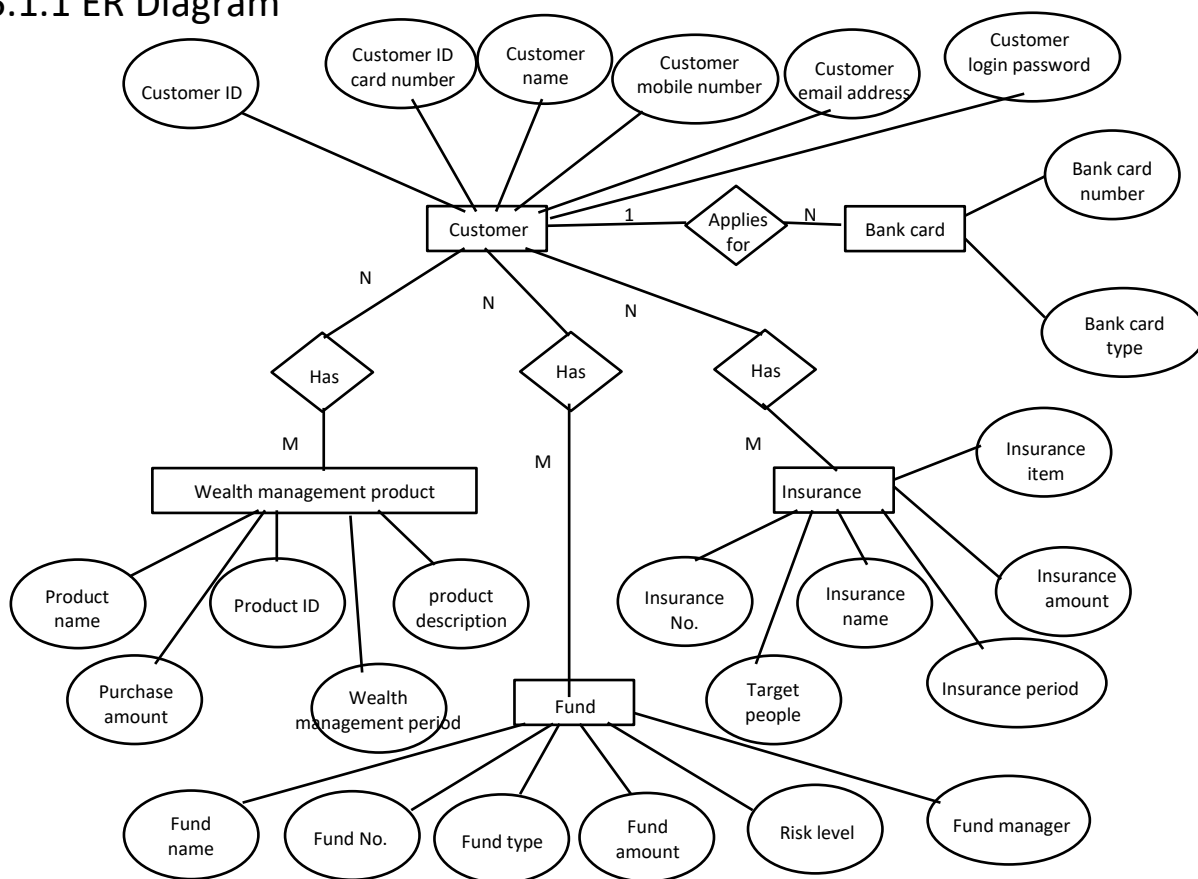 .1.1 ER Diagram
Customer ID
Customer ID
card number
Customer
name
Customer
mobile number
Customer
email address
Customer
login password
Bank card
number
Customer
1
Applies
for
N
Bank card
Bank card
type
N
N
N
Has
Has
Has
M
M
M
Insurance
item
Wealth management product
Insurance
Product
name
Product ID
product
description
Insurance
No.
Insurance
name
Insurance
amount
Purchase
amount
Wealth
management period
Fund
Target
people
Insurance period
Fund
name
Fund No.
Fund type
Fund
amount
Risk level
Fund manager